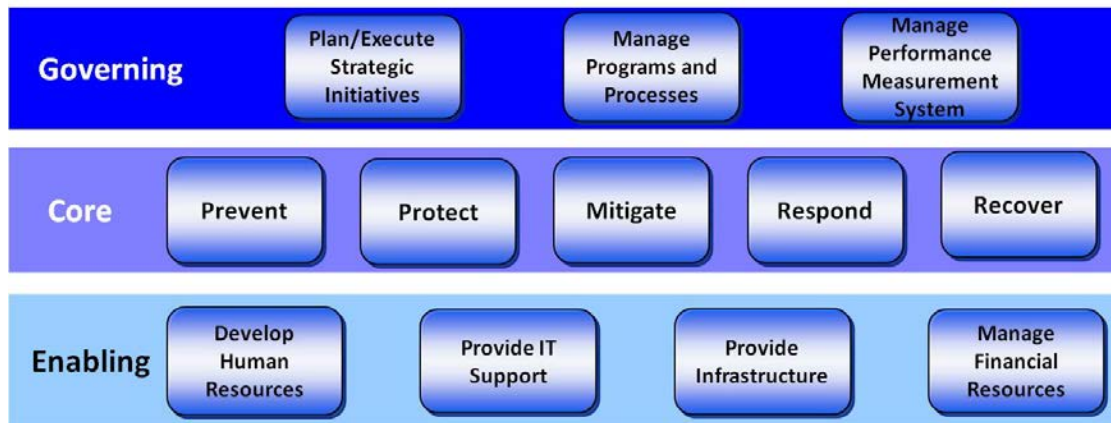 Governing
Plan/Execute
Strategic
Initiatives
Manage
Programs and
Processes
Manage
Performance
Measurement
System
Core
Prevent
Protect
Mitigate
Respond
Recover
Enabling
Develop
Human
Resources
Provide IT
Support
Provide
Infrastructure
Manage
Financial
Resources